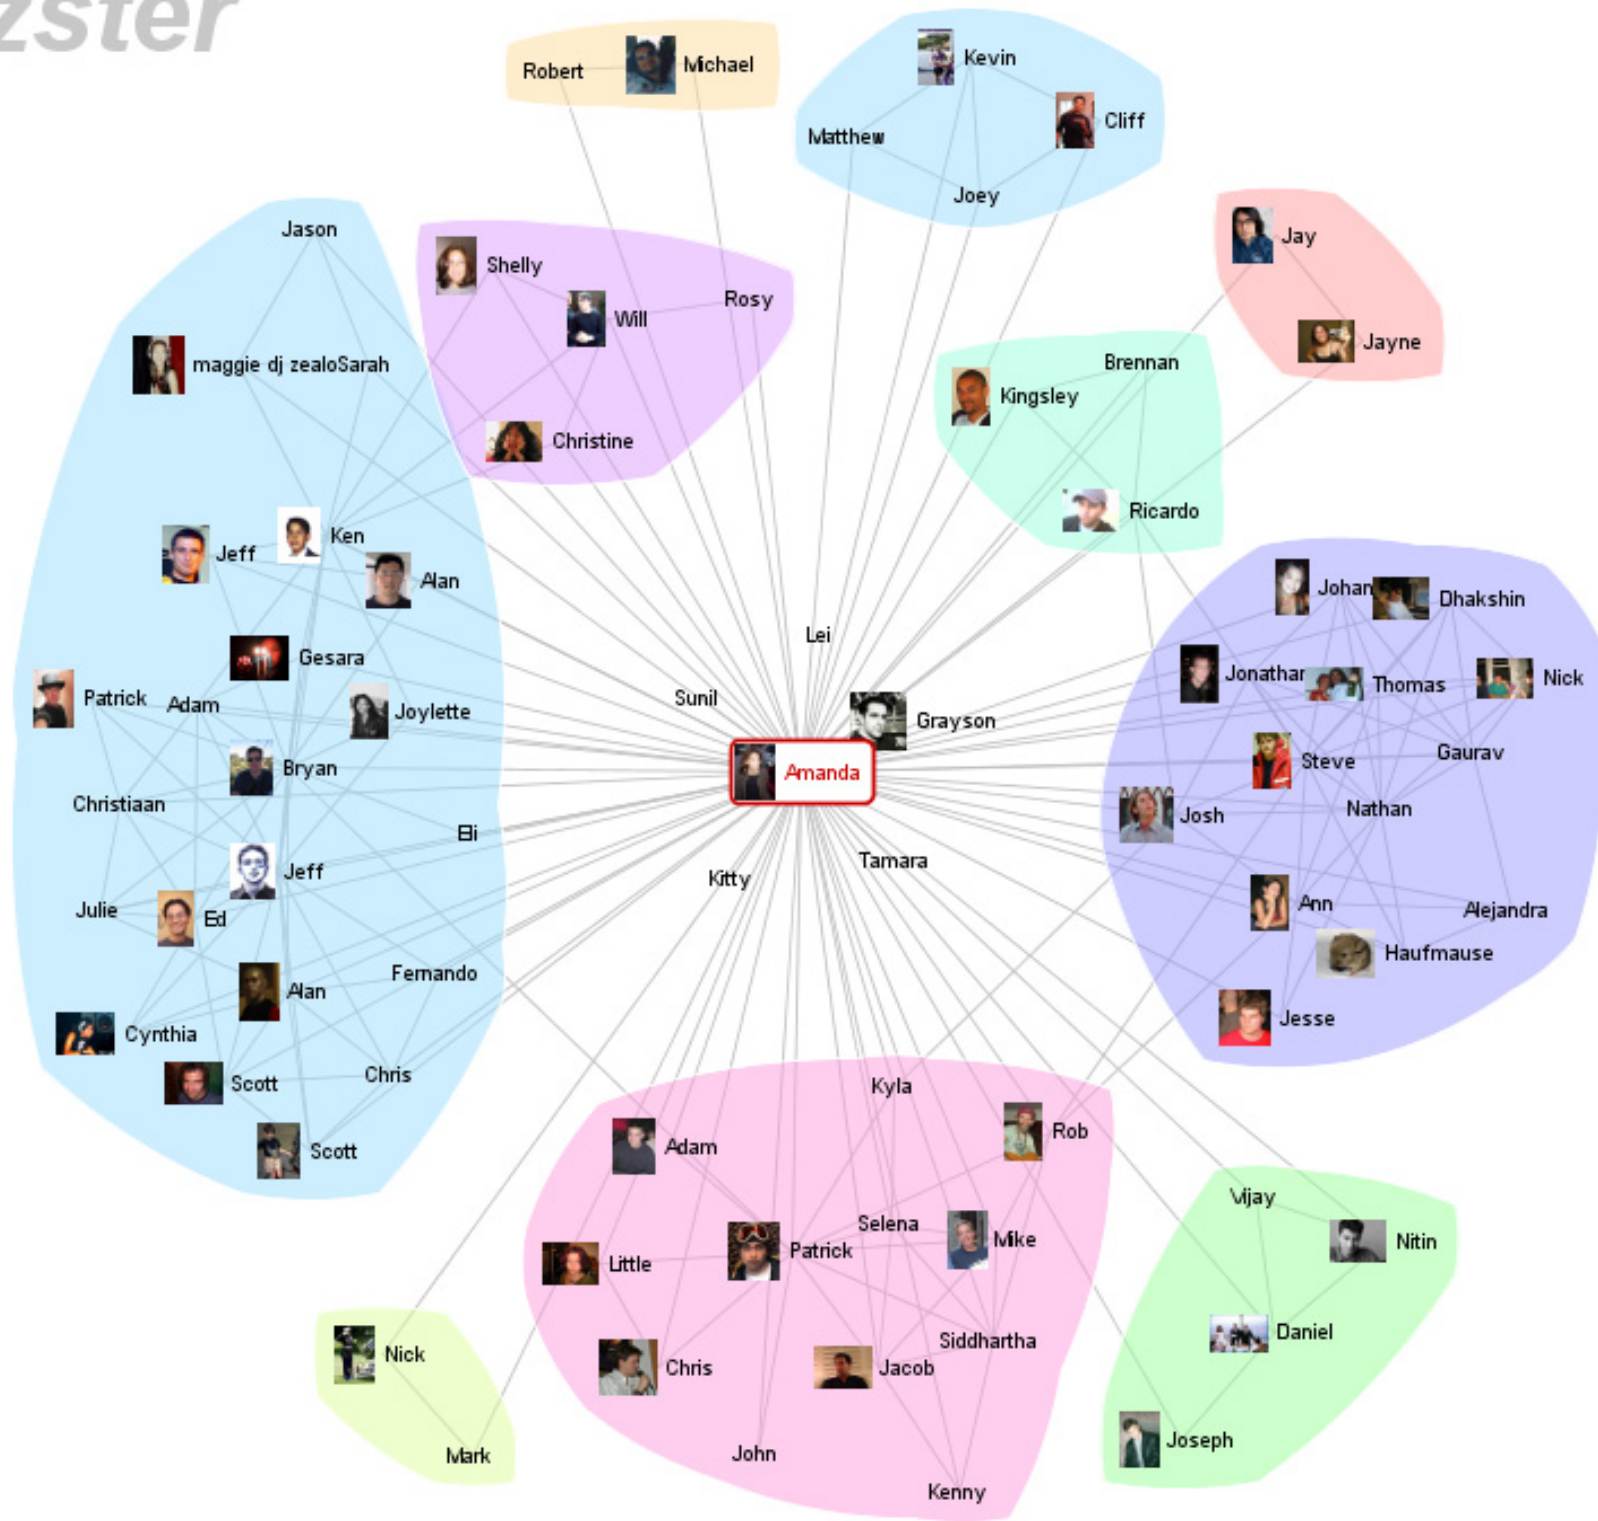 zster
Robert
Michael
Kevin
Cliff
Matthew
Joey
Jay
Jayne
Jason
maggie dj zealoSarah
Shelly
Will
Rosy
Christine
Brennan
Kingsley
Ricardo
Ken
Jeff
Alan
Gesara
Patrick
Adam
Joylette
Bryan
Christiaan
Eli
Jeff
Julie
Ed
Fernando
Alan
Cynthia
Scott
Chris
Scott
Lei
Sunil
Grayson
Amanda
Kitty
Tamara
Johan
Dhakshin
Jonathan
Thomas
Nick
Steve
Gaurav
Josh
Nathan
Ann
Alejandra
Haufmause
Jesse
Kyla
Rob
Adam
Selena
Mike
Patrick
Little
Siddhartha
Chris
Jacob
John
Kenny
Nick
Mark
Vijay
Nitin
Daniel
Joseph